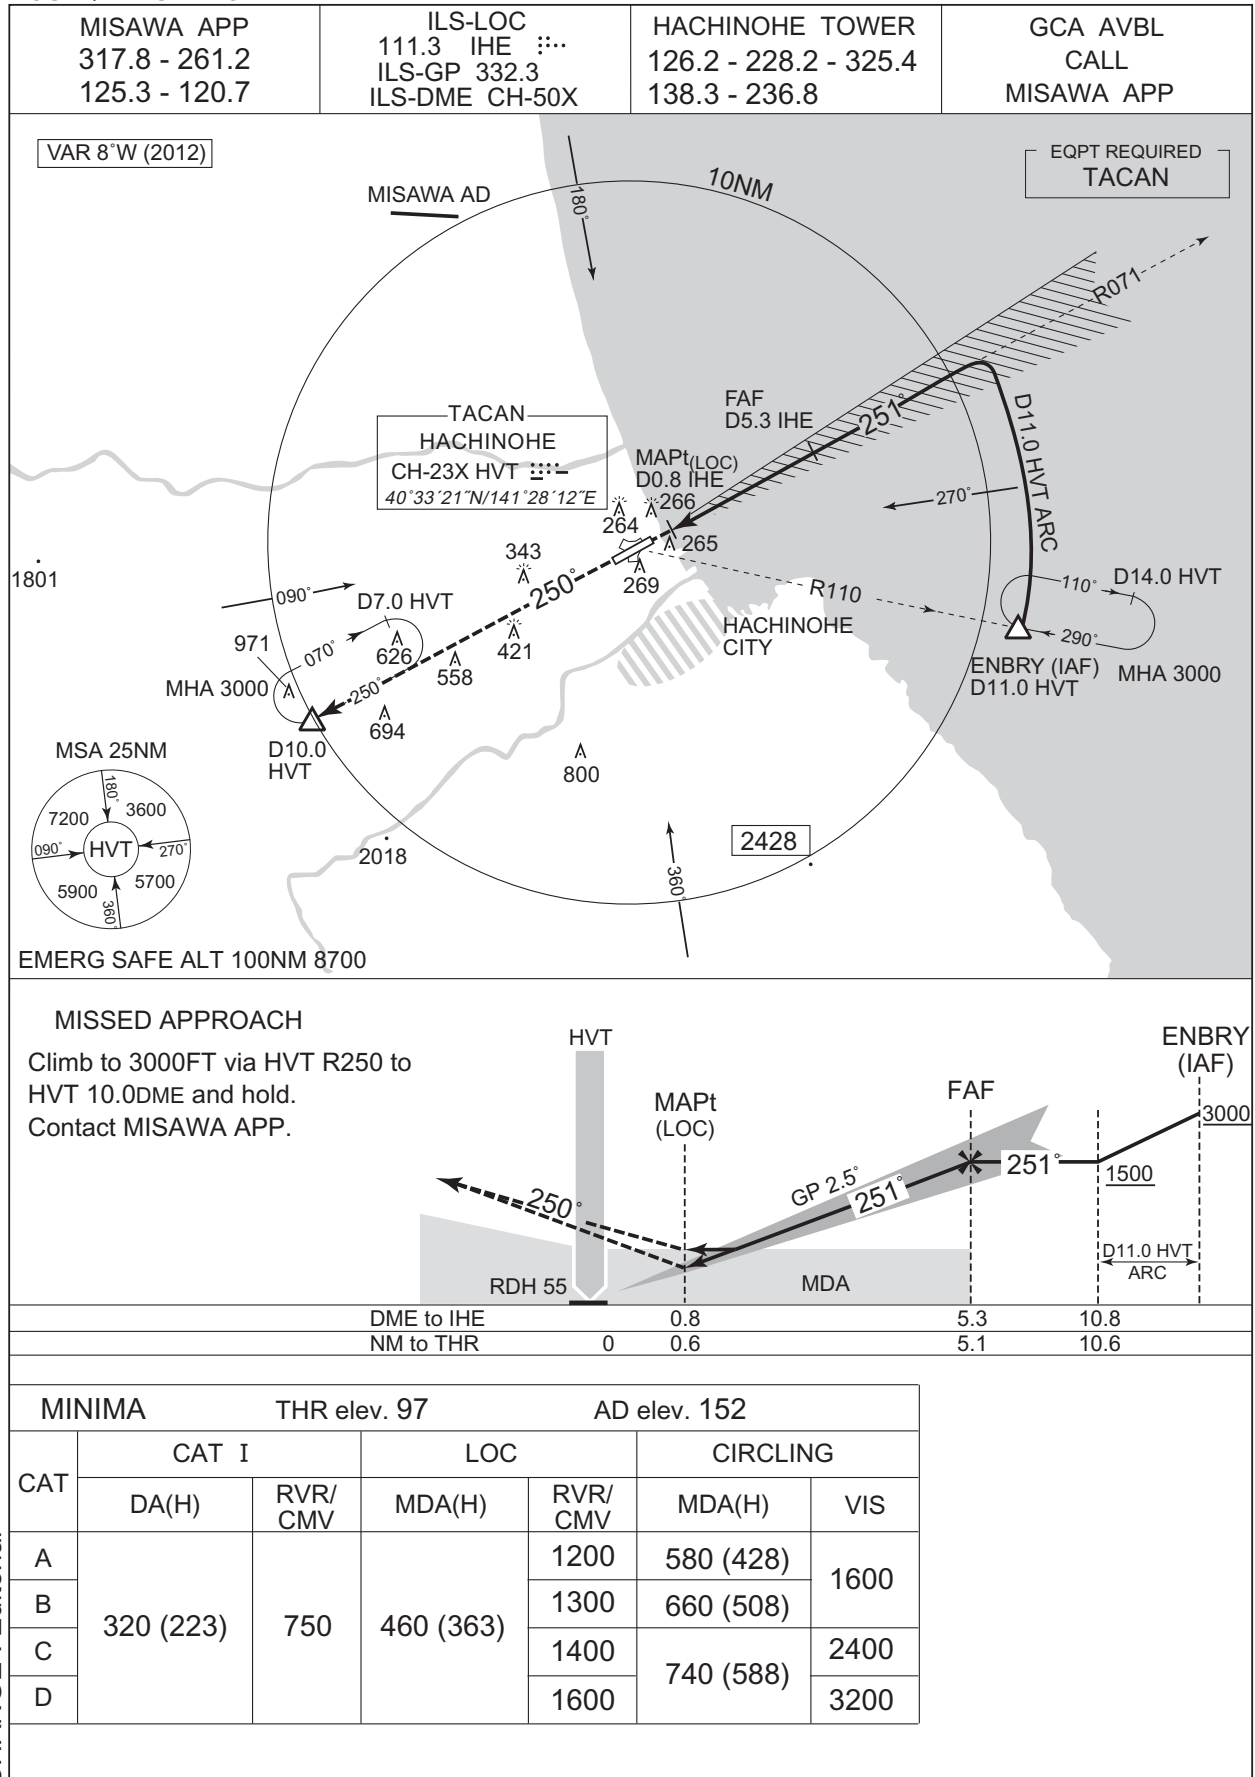 MISAWA APP
317.8 - 261.2
125.3 - 120.7
ILS-LOC
111.3 IHE
ILS-GP 332.3
ILS-DME CH-50X
HACHINOHE TOWER
126.2 - 228.2 - 325.4
138.3 - 236.8
GCA AVBL
CALL
MISAWA APP
VAR 8°W (2012)
EQPT REQUIRED
TACAN
MISAWA AD
180°
10NM
R071
TACAN
HACHINOHE
CH-23X HVT
40°33′21″N/141°28′12″E
FAF
D5.3 IHE
251°
D11.0 HVT ARC
MAPt(LOC)
D0.8 IHE
266
264
265
269
270°
1801
343
090°
250°
D7.0 HVT
R110
110°
D14.0 HVT
971
070°
626
421
HACHINOHE
CITY
290°
558
ENBRY (IAF)
D11.0 HVT
MHA 3000
MHA 3000
250°
694
D10.0
HVT
800
MSA 25NM
180°
7200
3600
090°
HVT
270°
5900
5700
360°
2018
2428
360°
EMERG SAFE ALT 100NM 8700
MISSED APPROACH
Climb to 3000FT via HVT R250 to
HVT 10.0DME and hold.
Contact MISAWA APP.
HVT
ENBRY
(IAF)
MAPt
(LOC)
FAF
3000
250°
GP 2.5°
251°
251°
1500
D11.0 HVT
ARC
RDH 55
MDA
DME to IHE 0.8 5.3 10.8
NM to THR 0 0.6 5.1 10.6
MINIMA THR elev. 97 AD elev. 152
CAT CAT I LOC CIRCLING
DA(H) RVR/CMV MDA(H) RVR/CMV MDA(H) VIS
A 320 (223) 750 460 (363) 1200 580 (428) 1600
B 1300 660 (508)
C 1400 740 (588) 2400
D 1600 3200